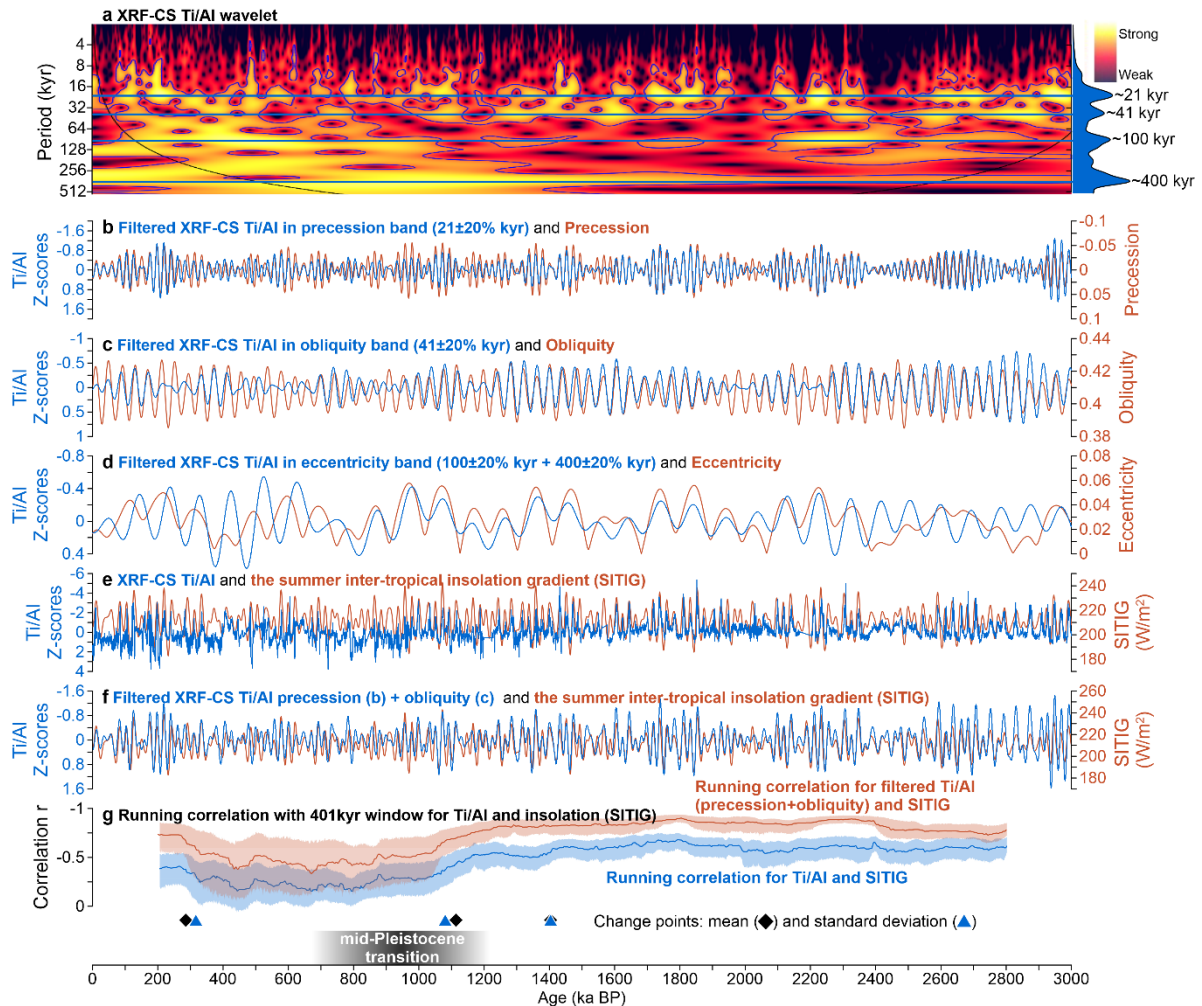 a XRF-CS Ti/Al wavelet
Period (kyr)
4
8
16
32
64
128
256
512
Strong
Weak
~21 kyr
~41 kyr
~100 kyr
~400 kyr
b Filtered XRF-CS Ti/Al in precession band (21±20% kyr) and Precession
Ti/Al
Z-scores
-1.6
-0.8
0
0.8
1.6
-0.1
-0.05
0
0.05
0.1
Precession
c Filtered XRF-CS Ti/Al in obliquity band (41±20% kyr) and Obliquity
Ti/Al
Z-scores
-1
-0.5
0
0.5
1
0.44
0.42
0.4
0.38
Obliquity
d Filtered XRF-CS Ti/Al in eccentricity band (100±20% kyr + 400±20% kyr) and Eccentricity
Ti/Al
Z-scores
-0.8
-0.4
0
0.4
0.08
0.06
0.04
0.02
0
Eccentricity
e XRF-CS Ti/Al and the summer inter-tropical insolation gradient (SITIG)
Ti/Al
Z-scores
-6
-4
-2
0
2
4
240
220
200
180
SITIG
(W/m²)
f Filtered XRF-CS Ti/Al precession (b) + obliquity (c) and the summer inter-tropical insolation gradient (SITIG)
Ti/Al
Z-scores
-1.6
-0.8
0
0.8
1.6
260
240
220
200
180
SITIG
(W/m²)
Running correlation for filtered Ti/Al
(precession+obliquity) and SITIG
g Running correlation with 401kyr window for Ti/Al and insolation (SITIG)
Correlation r
-1
-0.5
0
Running correlation for Ti/Al and SITIG
Change points: mean (◆) and standard deviation (▲)
mid-Pleistocene
transition
0 200 400 600 800 1000 1200 1400 1600 1800 2000 2200 2400 2600 2800 3000
Age (ka BP)